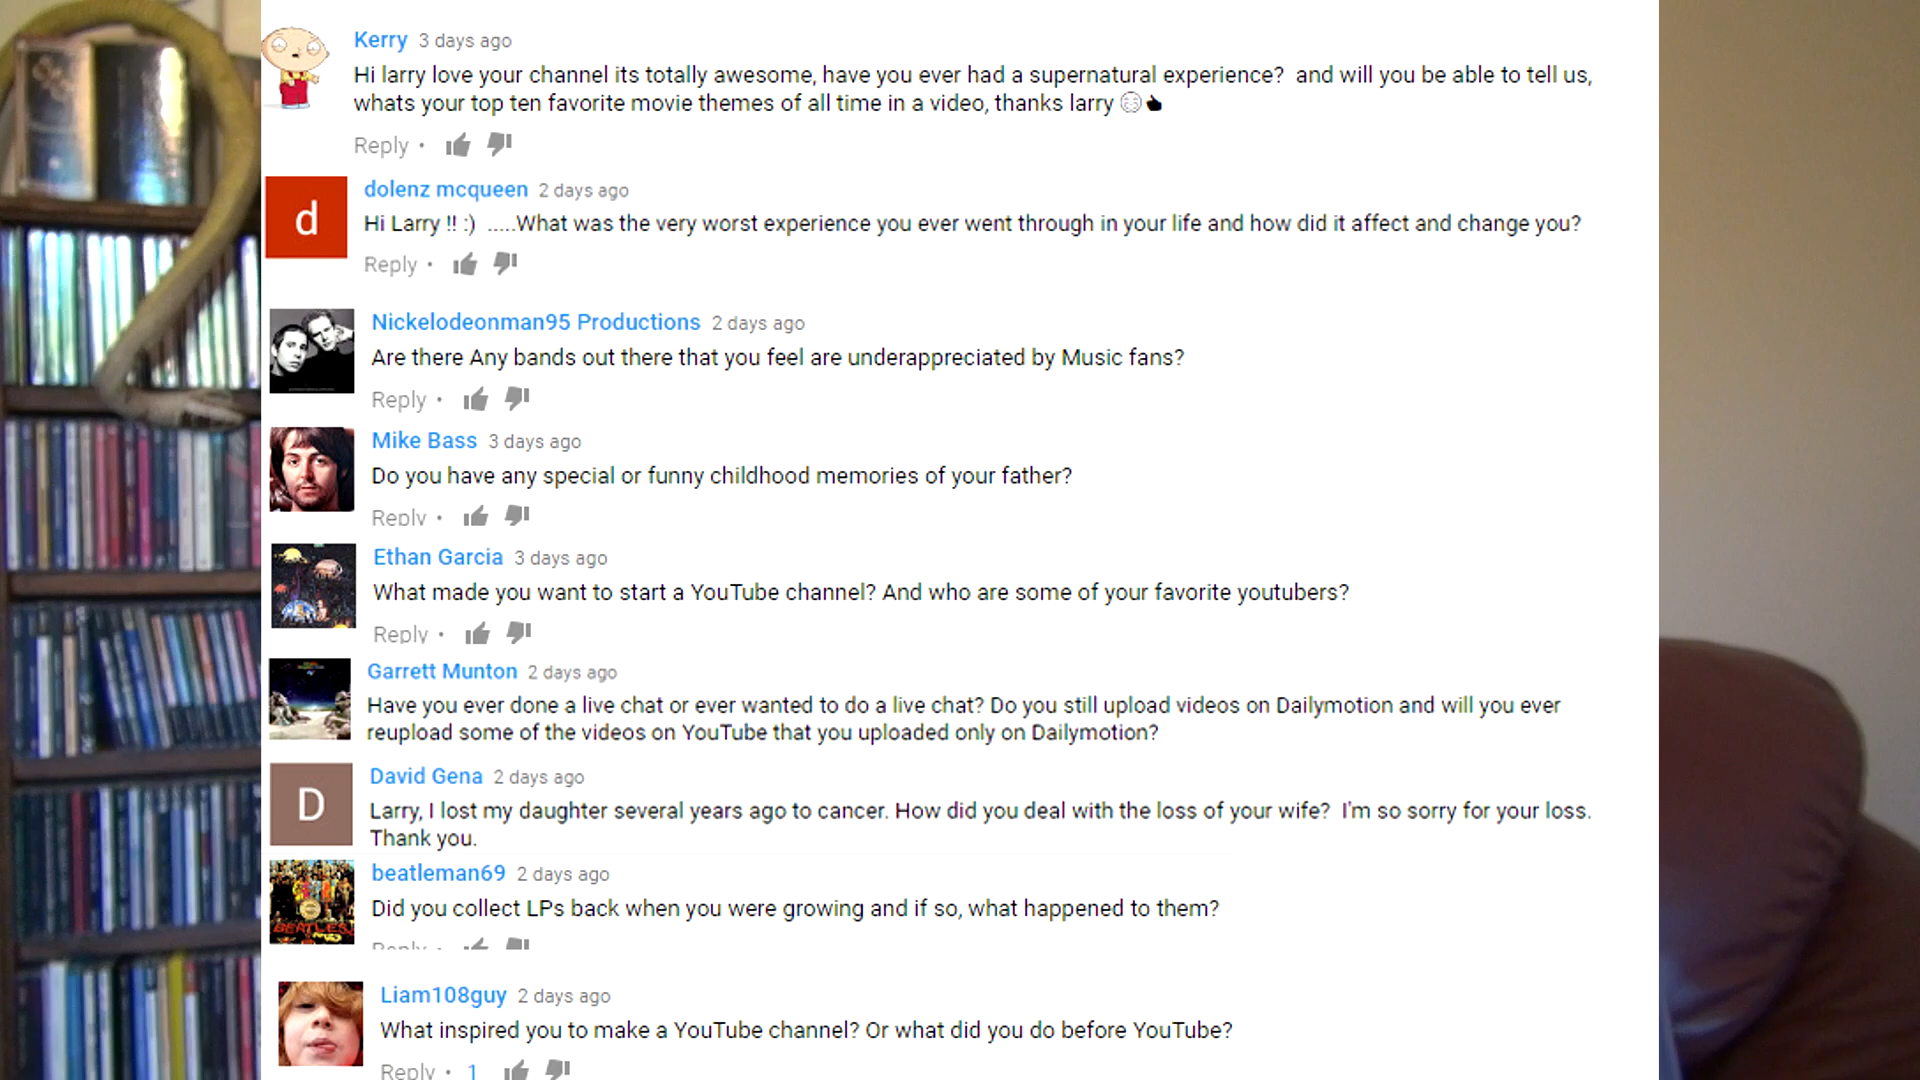 Kerry 3 days ago
Hi larry love your channel its totally awesome, have you ever had a supernatural experience?  and will you be able to tell us,
whats your top ten favorite movie themes of all time in a video, thanks larry 😁👍
Reply •
d
dolenz mcqueen 2 days ago
Hi Larry !! :)  .....What was the very worst experience you ever went through in your life and how did it affect and change you?
Reply •
Nickelodeonman95 Productions 2 days ago
Are there Any bands out there that you feel are underappreciated by Music fans?
Reply •
Mike Bass 3 days ago
Do you have any special or funny childhood memories of your father?
Reply •
Ethan Garcia 3 days ago
What made you want to start a YouTube channel? And who are some of your favorite youtubers?
Reply •
Garrett Munton 2 days ago
Have you ever done a live chat or ever wanted to do a live chat? Do you still upload videos on Dailymotion and will you ever
reupload some of the videos on YouTube that you uploaded only on Dailymotion?
D
David Gena 2 days ago
Larry, I lost my daughter several years ago to cancer. How did you deal with the loss of your wife?  I'm so sorry for your loss.
Thank you.
beatleman69 2 days ago
Did you collect LPs back when you were growing and if so, what happened to them?
Reply •
BEATLES
Liam108guy 2 days ago
What inspired you to make a YouTube channel? Or what did you do before YouTube?
Reply • 1